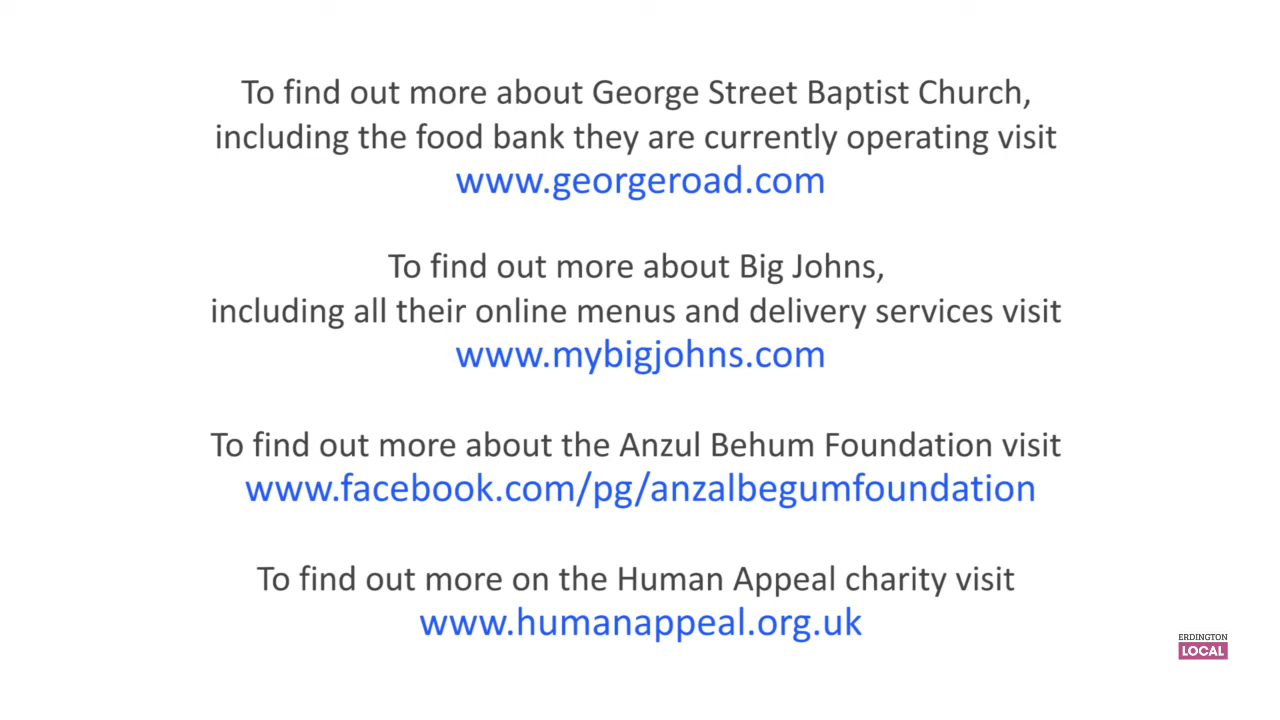 To find out more about George Street Baptist Church,
including the food bank they are currently operating visit
www.georgeroad.com
To find out more about Big Johns,
including all their online menus and delivery services visit
www.mybigjohns.com
To find out more about the Anzul Behum Foundation visit
www.facebook.com/pg/anzalbegumfoundation
To find out more on the Human Appeal charity visit
www.humanappeal.org.uk
ERDINGTON
LOCAL